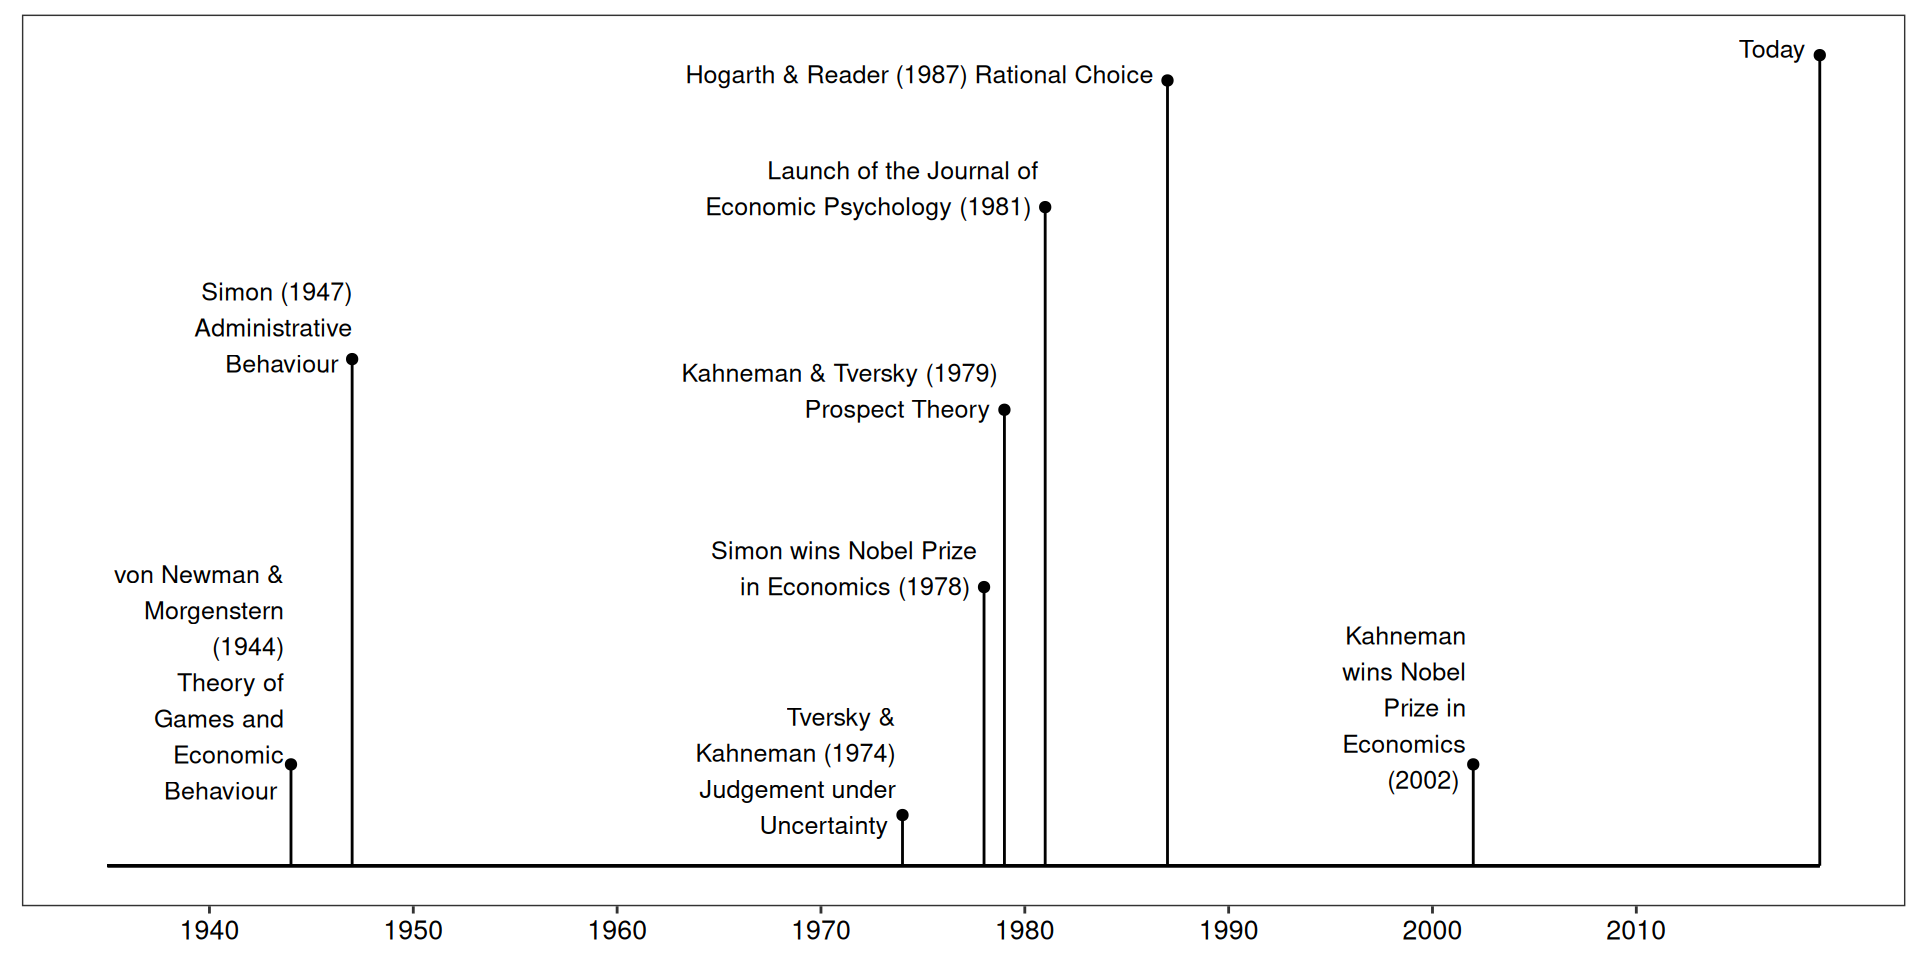 Today
Hogarth & Reader (1987) Rational Choice
Launch of the Journal of
Economic Psychology (1981)
Simon (1947)
Administrative
Behaviour
Kahneman & Tversky (1979)
Prospect Theory
Simon wins Nobel Prize
in Economics (1978)
von Newman &
Morgenstern
(1944)
Theory of
Games and
Economic
Behaviour
Kahneman
wins Nobel
Prize in
Economics
(2002)
Tversky &
Kahneman (1974)
Judgement under
Uncertainty
1940 1950 1960 1970 1980 1990 2000 2010